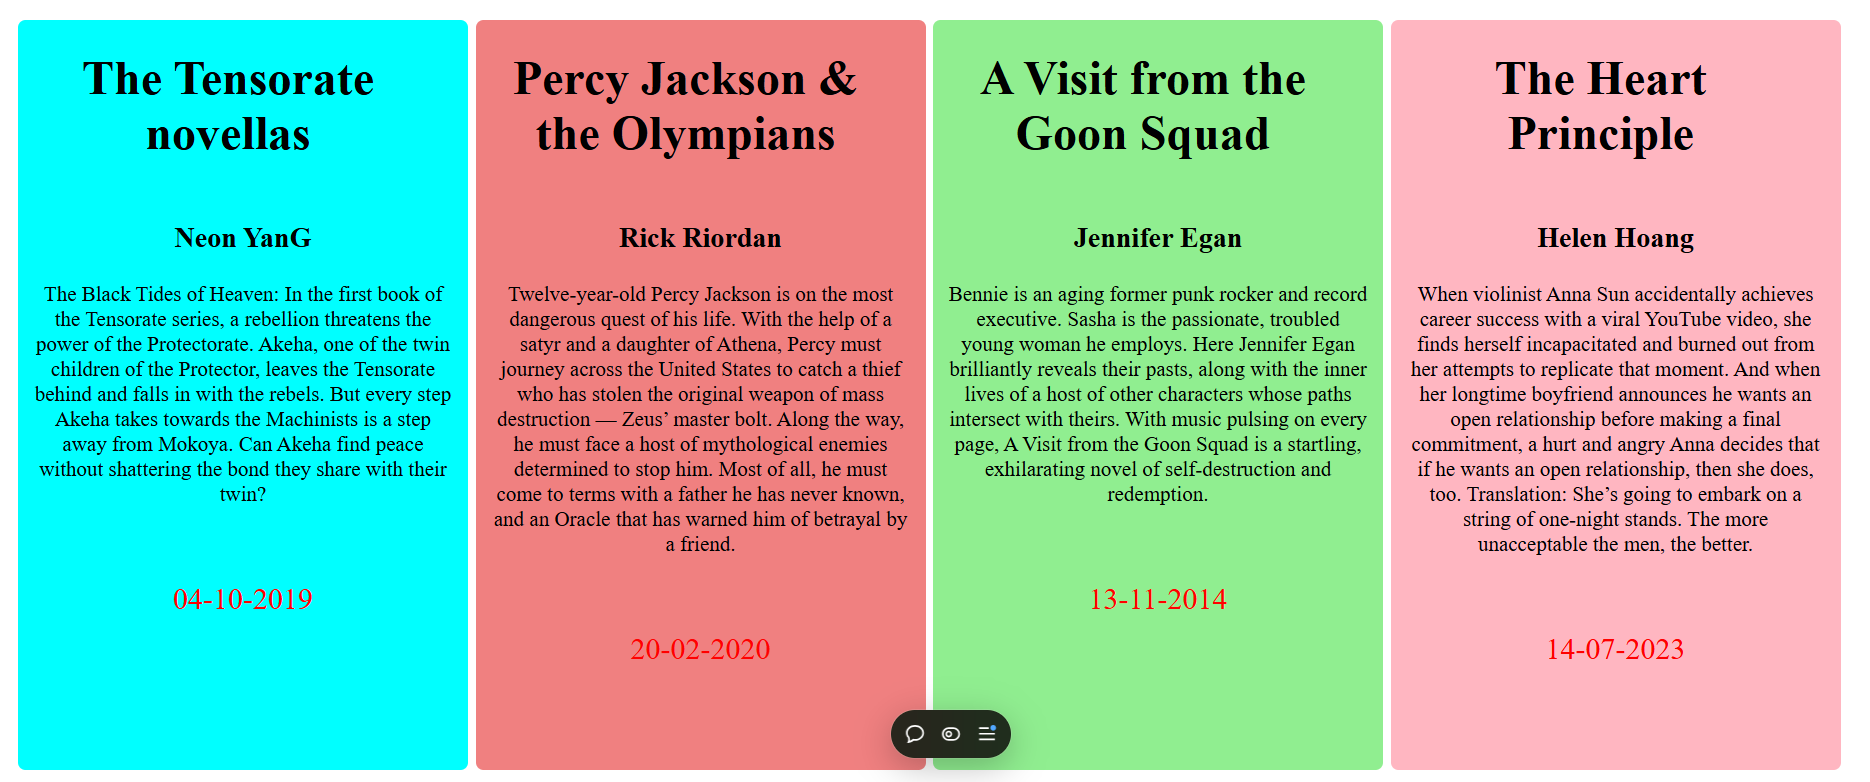 The Tensorate
novellas
Neon YanG
The Black Tides of Heaven: In the first book of
the Tensorate series, a rebellion threatens the
power of the Protectorate. Akeha, one of the twin
children of the Protector, leaves the Tensorate
behind and falls in with the rebels. But every step
Akeha takes towards the Machinists is a step
away from Mokoya. Can Akeha find peace
without shattering the bond they share with their
twin?
04-10-2019
Percy Jackson &
the Olympians
Rick Riordan
Twelve-year-old Percy Jackson is on the most
dangerous quest of his life. With the help of a
satyr and a daughter of Athena, Percy must
journey across the United States to catch a thief
who has stolen the original weapon of mass
destruction — Zeus’ master bolt. Along the way,
he must face a host of mythological enemies
determined to stop him. Most of all, he must
come to terms with a father he has never known,
and an Oracle that has warned him of betrayal by
a friend.
20-02-2020
A Visit from the
Goon Squad
Jennifer Egan
Bennie is an aging former punk rocker and record
executive. Sasha is the passionate, troubled
young woman he employs. Here Jennifer Egan
brilliantly reveals their pasts, along with the inner
lives of a host of other characters whose paths
intersect with theirs. With music pulsing on every
page, A Visit from the Goon Squad is a startling,
exhilarating novel of self-destruction and
redemption.
13-11-2014
The Heart
Principle
Helen Hoang
When violinist Anna Sun accidentally achieves
career success with a viral YouTube video, she
finds herself incapacitated and burned out from
her attempts to replicate that moment. And when
her longtime boyfriend announces he wants an
open relationship before making a final
commitment, a hurt and angry Anna decides that
if he wants an open relationship, then she does,
too. Translation: She’s going to embark on a
string of one-night stands. The more
unacceptable the men, the better.
14-07-2023